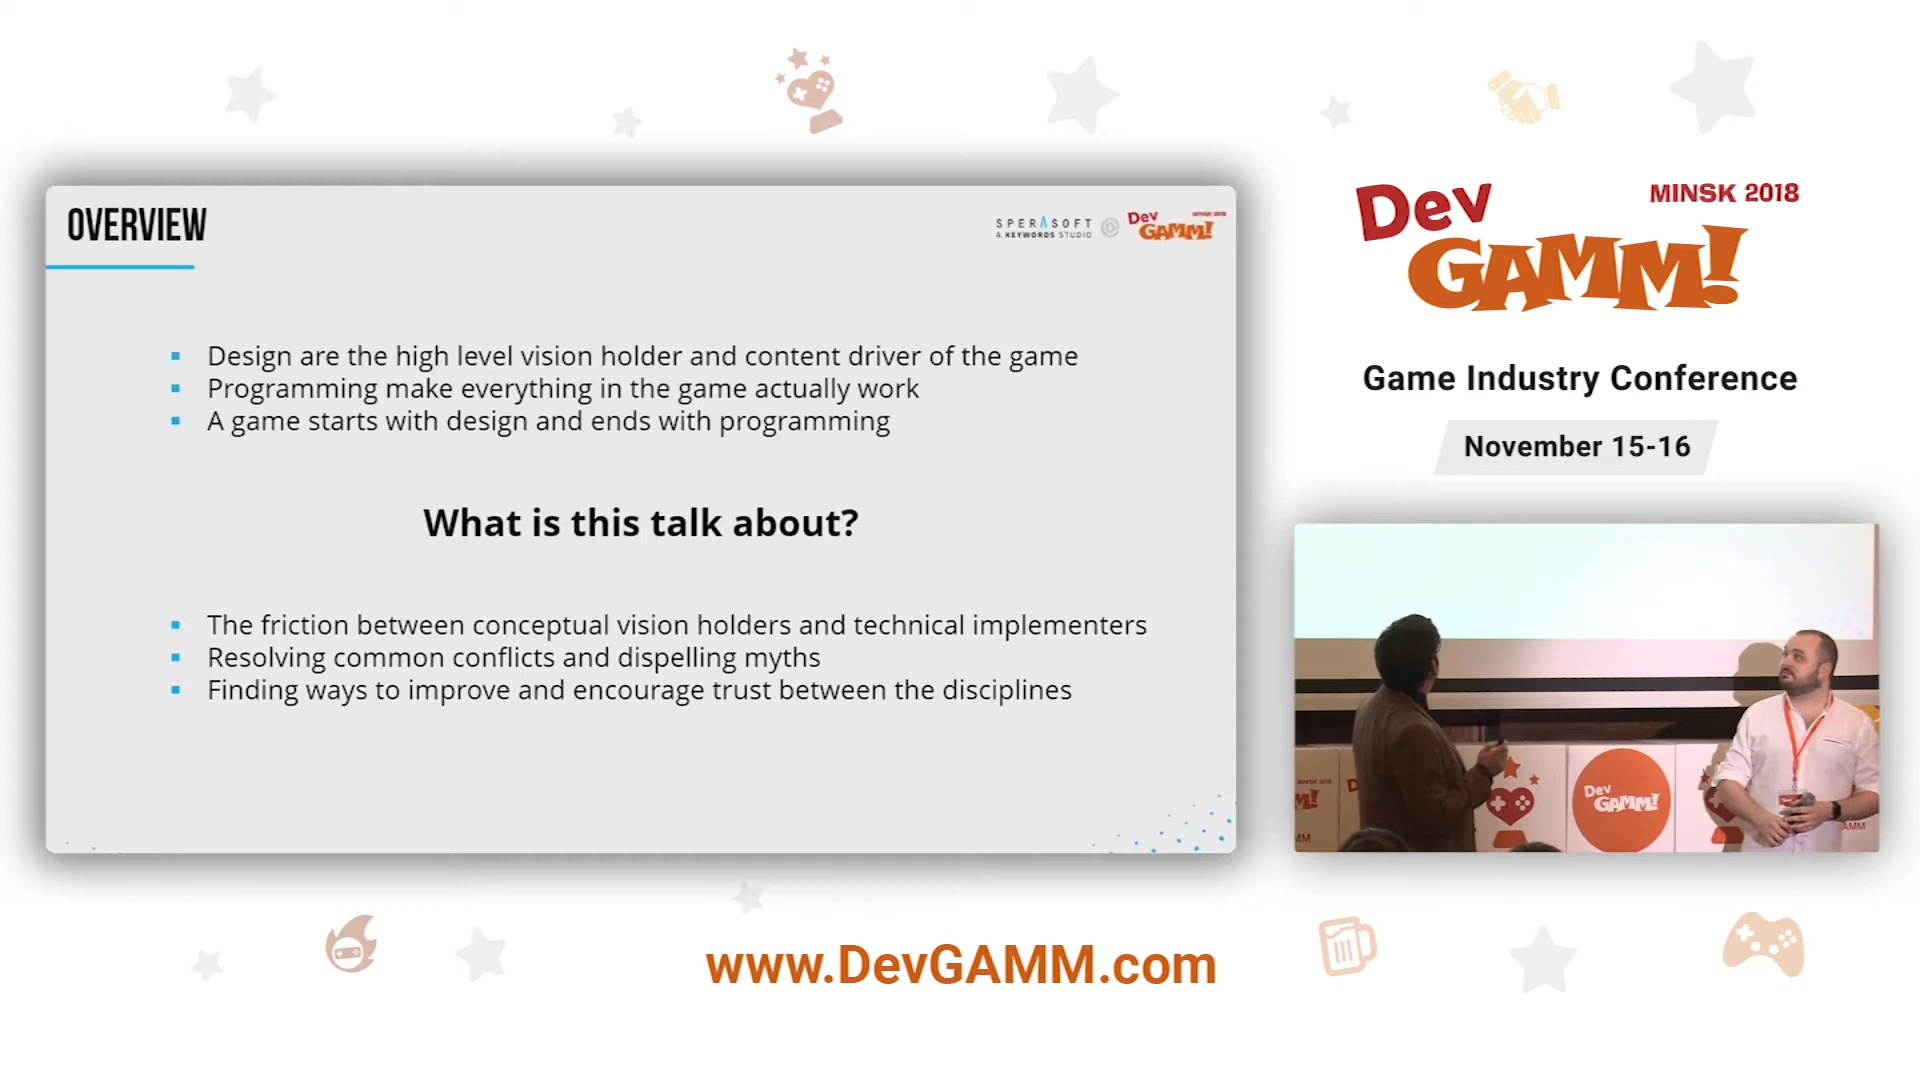 OVERVIEW
SPERASOFT
A KEYWORDS STUDIO
@
Dev
GAMM!
MINSK 2018
Design are the high level vision holder and content driver of the game
Programming make everything in the game actually work
A game starts with design and ends with programming
What is this talk about?
The friction between conceptual vision holders and technical implementers
Resolving common conflicts and dispelling myths
Finding ways to improve and encourage trust between the disciplines
Dev
GAMM!
MINSK 2018
Game Industry Conference
November 15-16
Dev
GAMM!
www.DevGAMM.com